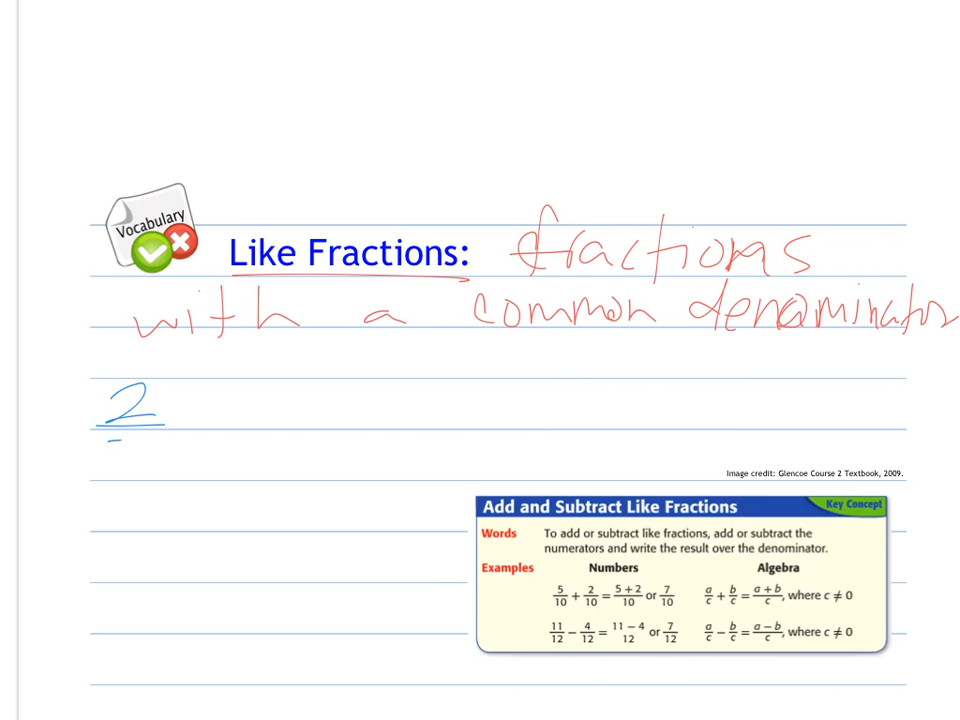 Vocabulary
Like Fractions: fractions
with a common denominator
2
Image credit: Glencoe Course 2 Textbook, 2009.
Add and Subtract Like Fractions Key Concept
Words To add or subtract like fractions, add or subtract the
numerators and write the result over the denominator.
Examples Numbers Algebra
5/10 + 2/10 = 5 + 2/10 or 7/10 a/c + b/c = a + b/c, where c ≠ 0
11/12 − 4/12 = 11 − 4/12 or 7/12 a/c − b/c = a − b/c, where c ≠ 0